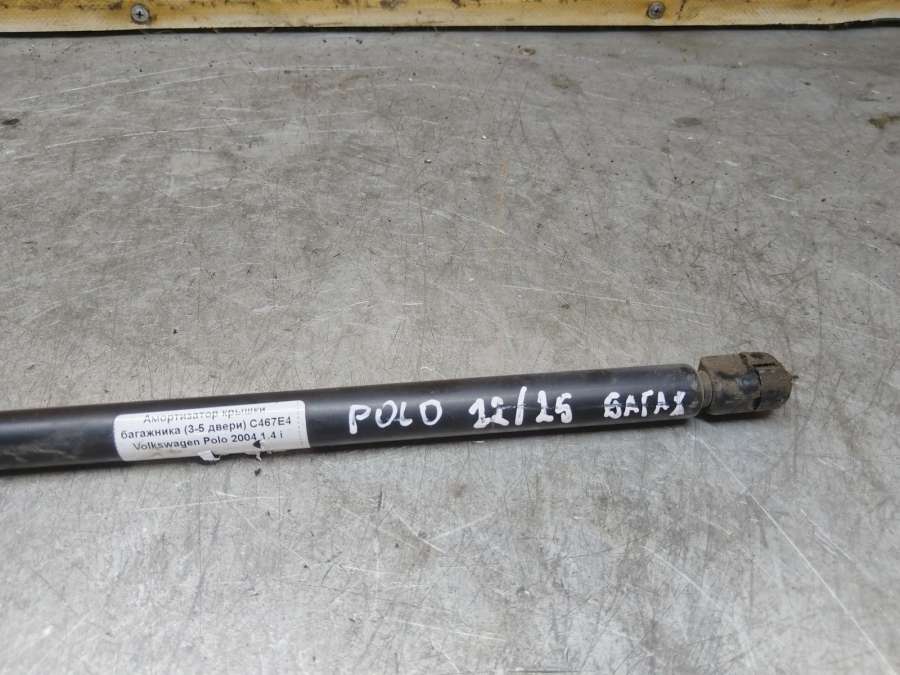 Амортизатор крышки
багажника (3-5 двери) C467E4
Volkswagen Polo 2004 1.4 i
POLO 12/15 БАГАЖ